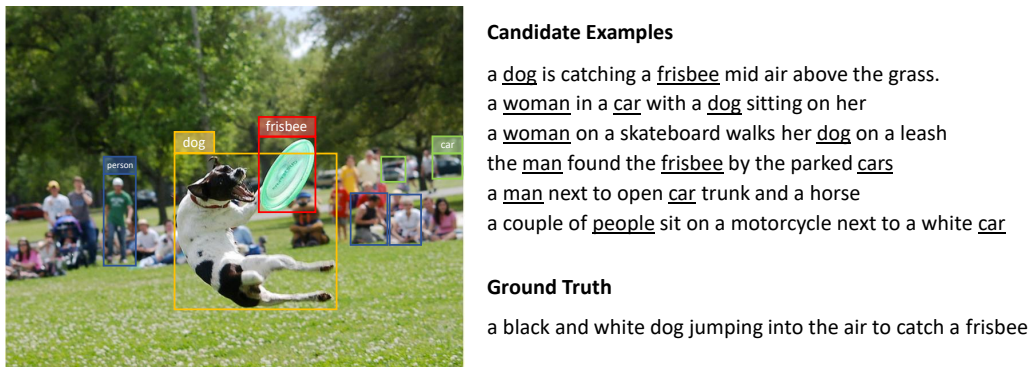 dog
frisbee
person
car
Candidate Examples
a dog is catching a frisbee mid air above the grass.
a woman in a car with a dog sitting on her
a woman on a skateboard walks her dog on a leash
the man found the frisbee by the parked cars
a man next to open car trunk and a horse
a couple of people sit on a motorcycle next to a white car
Ground Truth
a black and white dog jumping into the air to catch a frisbee